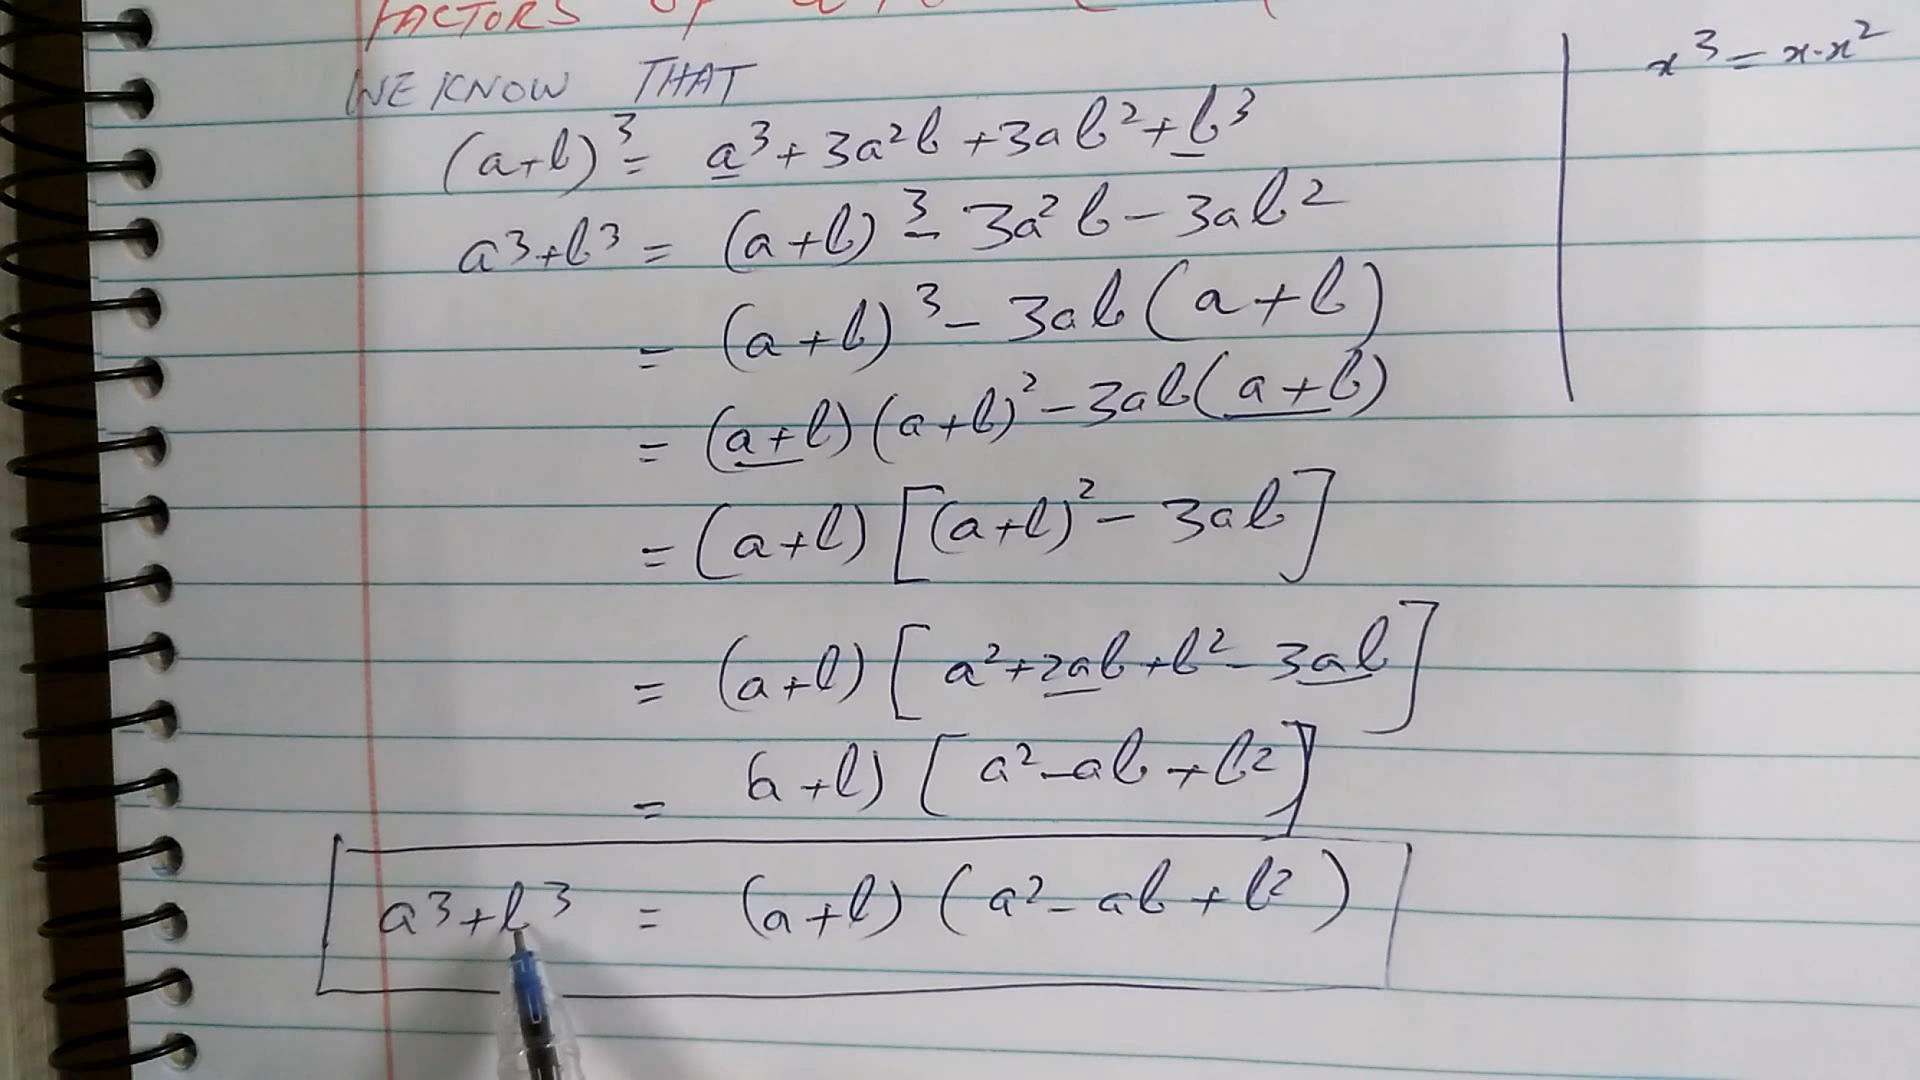 FACTORS OF
WE KNOW THAT
(a+b)³ = a³ + 3a²b + 3ab² + b³
a³+b³ = (a+b)³ - 3a²b - 3ab²
= (a+b)³ - 3ab(a+b)
= (a+b)(a+b)² - 3ab(a+b)
= (a+b)[(a+b)² - 3ab]
= (a+b)[a²+2ab+b² - 3ab]
= (a+b)[a²-ab+b²]
a³+b³ = (a+b)(a²-ab+b²)
x³ = x·x²